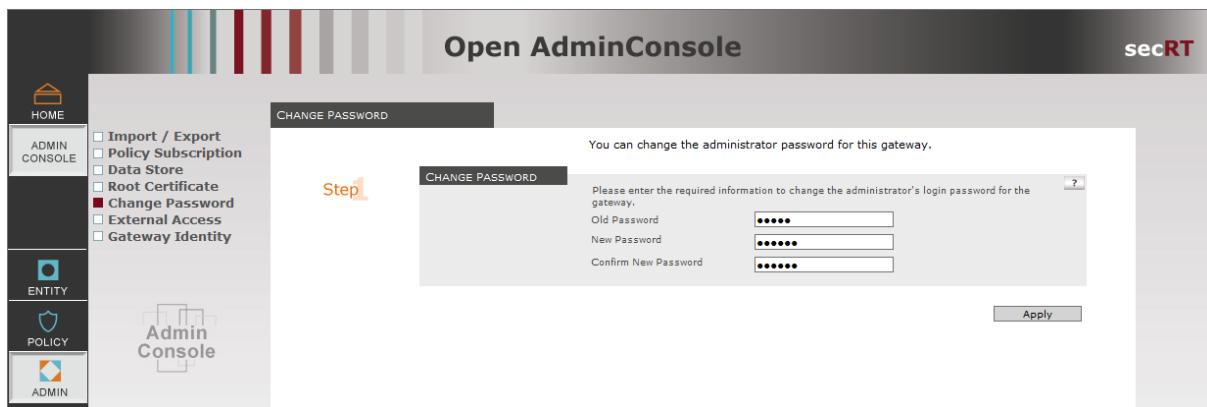 Open AdminConsole
secRT
HOME
ADMIN
CONSOLE
Import / Export
Policy Subscription
Data Store
Root Certificate
Change Password
External Access
Gateway Identity
ENTITY
POLICY
ADMIN
Admin
Console
CHANGE PASSWORD
You can change the administrator password for this gateway.
Step 1
CHANGE PASSWORD
?
Please enter the required information to change the administrator's login password for the
gateway.
Old Password
●●●●●
New Password
●●●●●●
Confirm New Password
●●●●●●
Apply